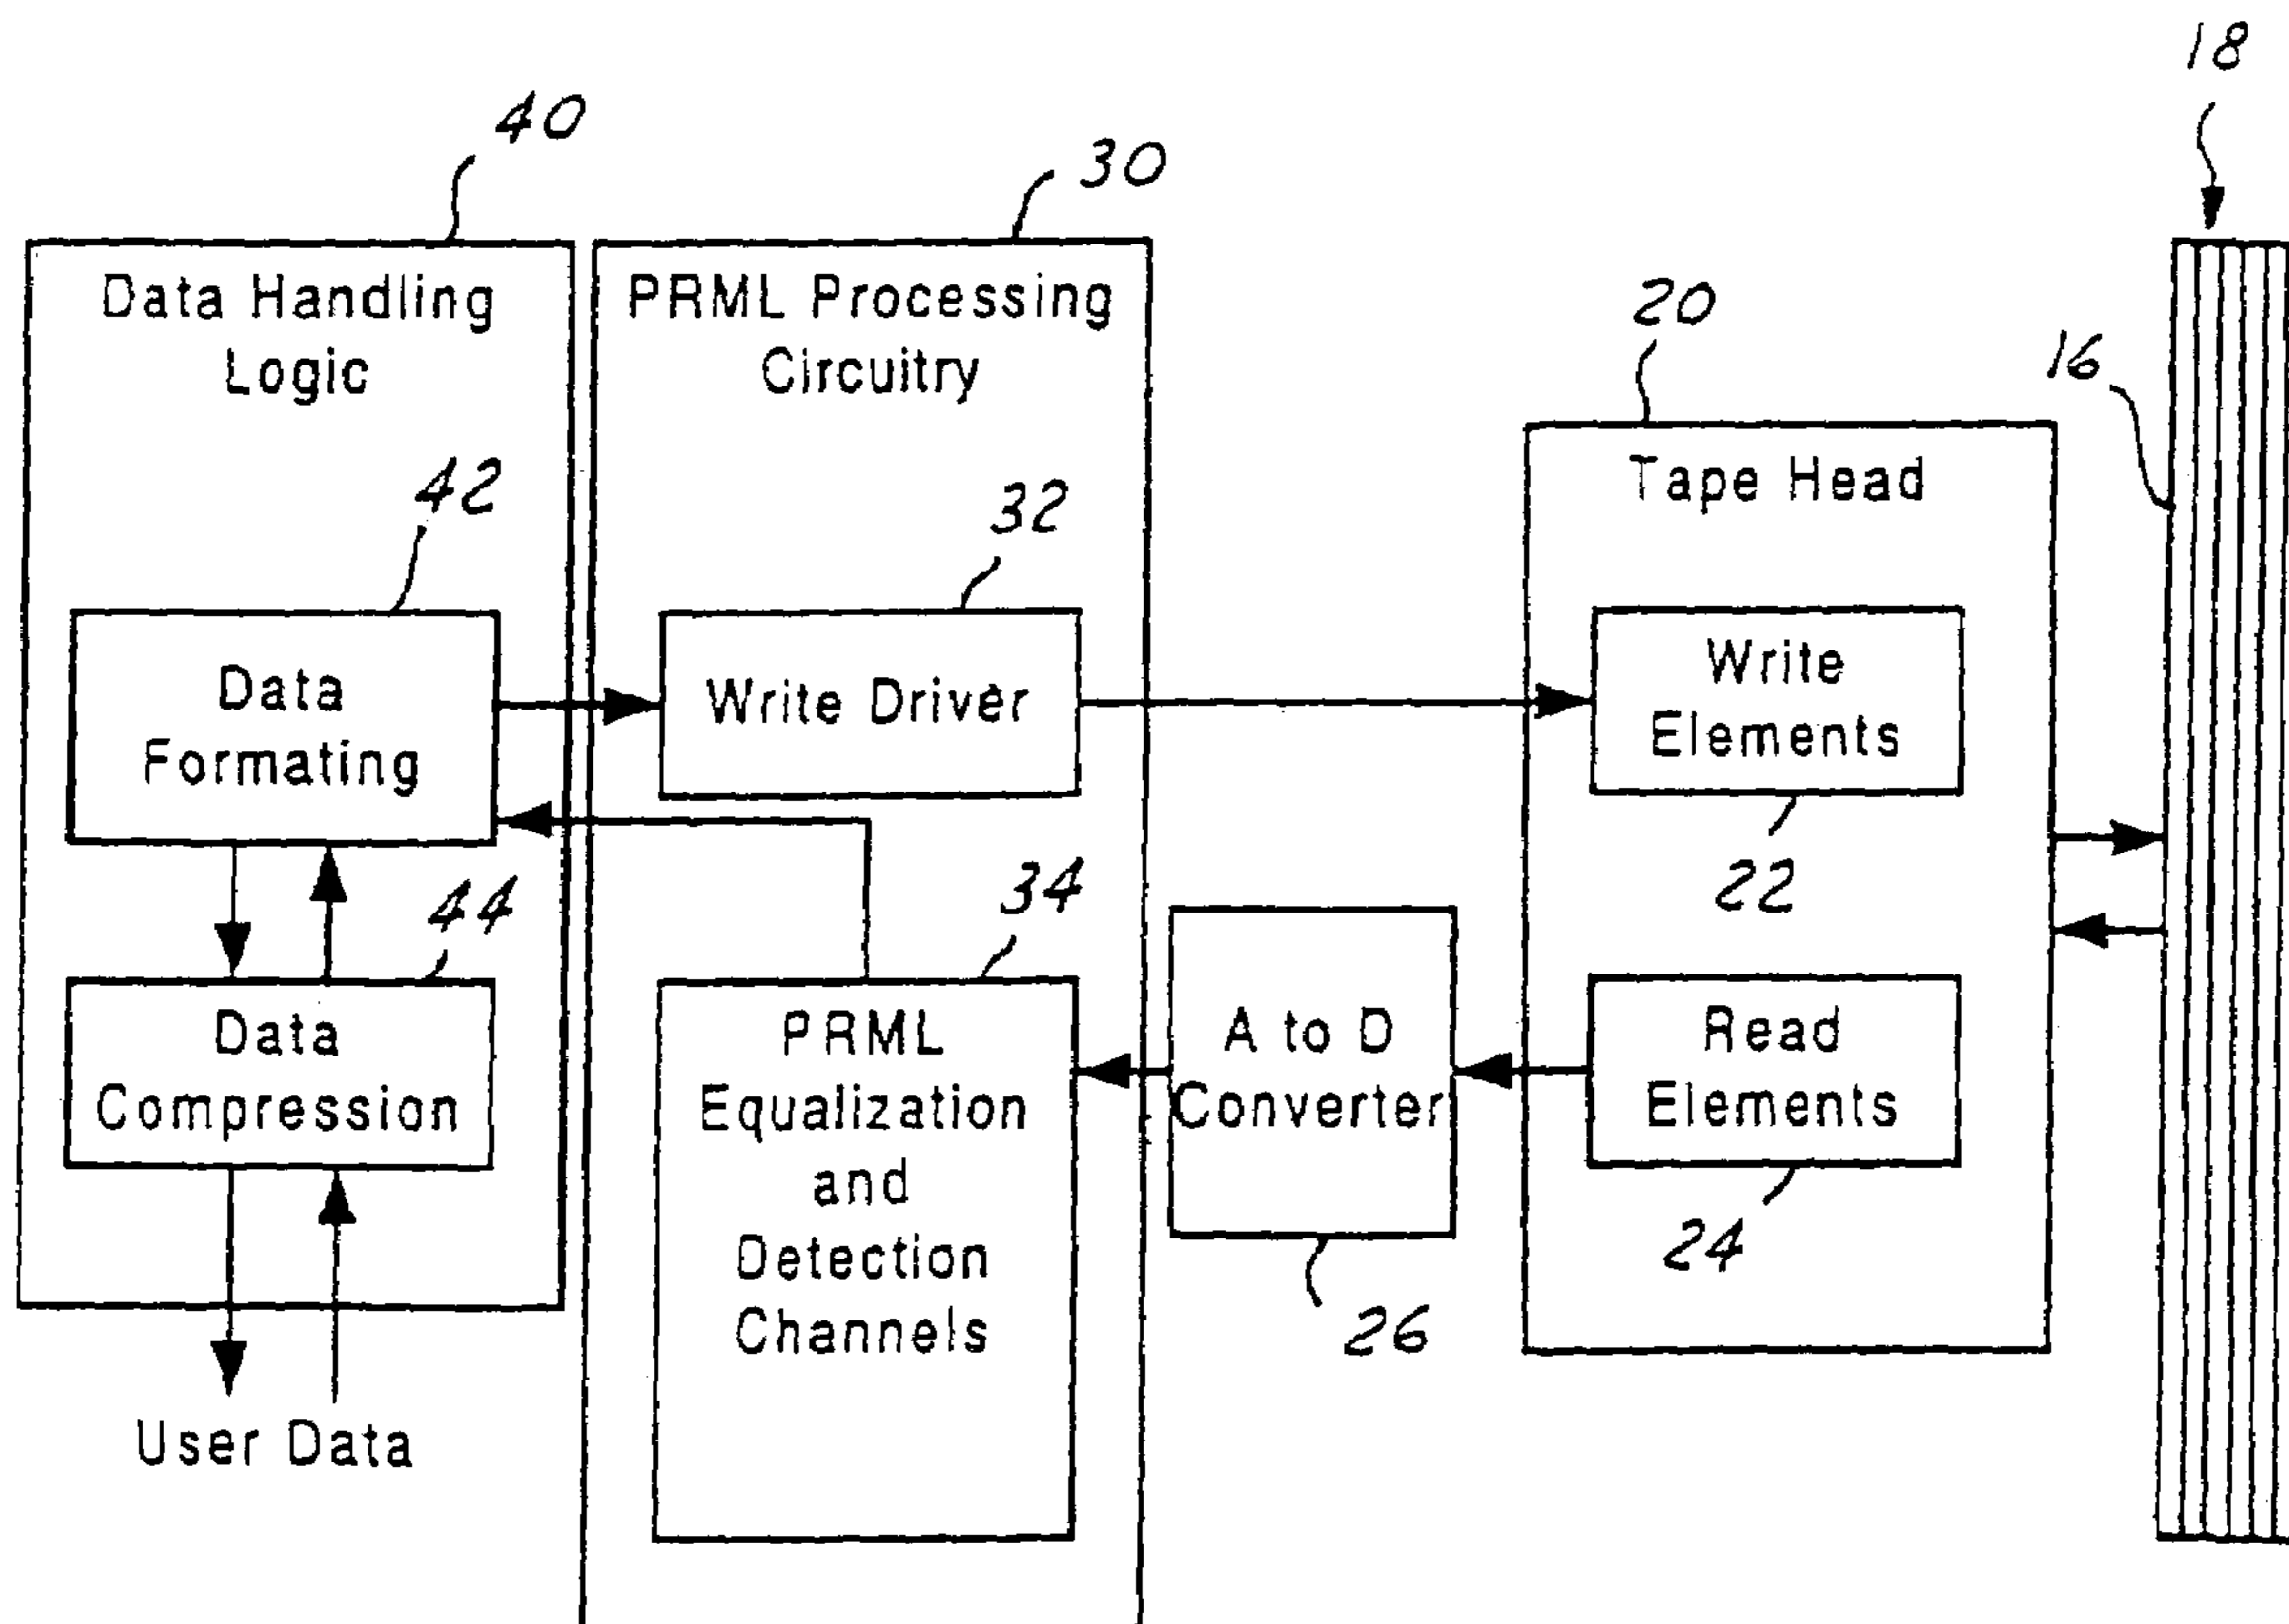 18
40
30
Data Handling
Logic
PRML Processing
Circuitry
20
16
Tape Head
42
32
Data
Formating
Write Driver
Write
Elements
22
44
34
Data
Compression
PRML
Equalization
and
Detection
Channels
A to D
Converter
Read
Elements
24
26
User Data